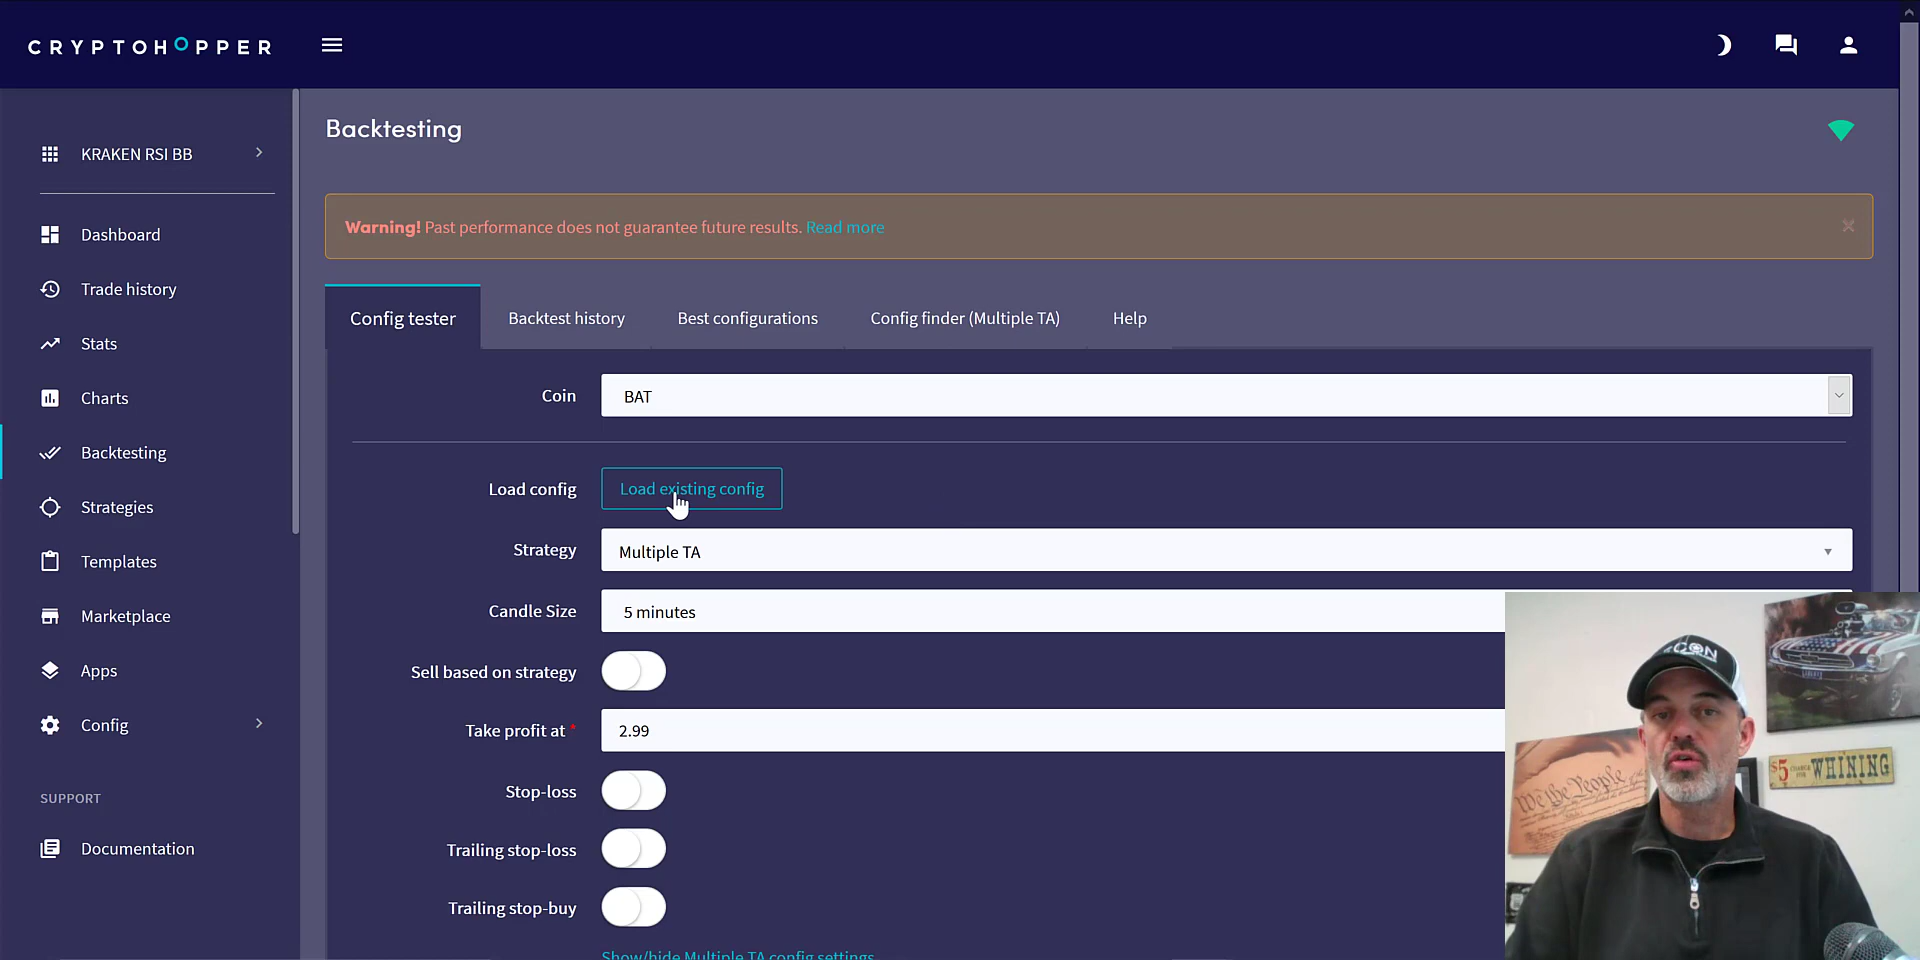 CRYPTOHOPPER
KRAKEN RSI BB
Dashboard
Trade history
Stats
Charts
Backtesting
Strategies
Templates
Marketplace
Apps
Config
SUPPORT
Documentation
Backtesting
Warning! Past performance does not guarantee future results. Read more
Config tester
Backtest history
Best configurations
Config finder (Multiple TA)
Help
Coin
BAT
Load config
Load existing config
Strategy
Multiple TA
Candle Size
5 minutes
Sell based on strategy
Take profit at *
2.99
Stop-loss
Trailing stop-loss
Trailing stop-buy
Show/hide Multiple TA config settings
We the People
$5
WHINING